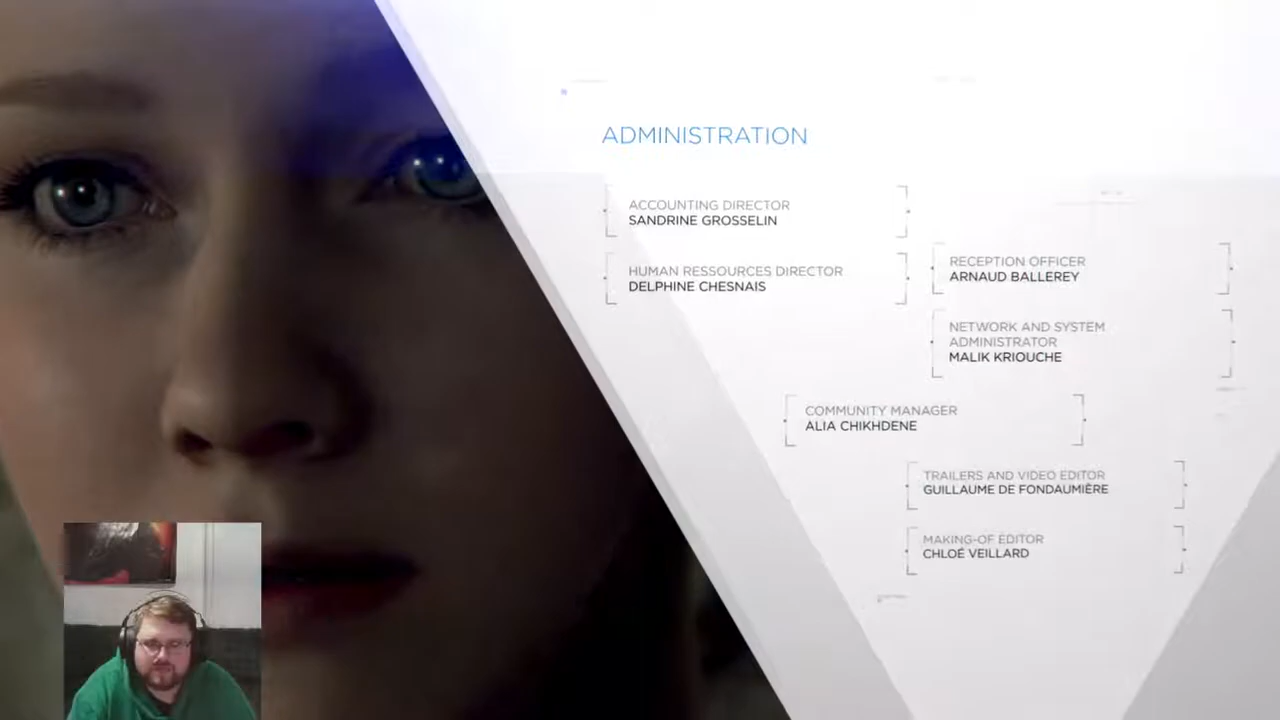 ADMINISTRATION
ACCOUNTING DIRECTOR
SANDRINE GROSSELIN
HUMAN RESSOURCES DIRECTOR
DELPHINE CHESNAIS
RECEPTION OFFICER
ARNAUD BALLEREY
NETWORK AND SYSTEM
ADMINISTRATOR
MALIK KRIOUCHE
COMMUNITY MANAGER
ALIA CHIKHDENE
TRAILERS AND VIDEO EDITOR
GUILLAUME DE FONDAUMIÈRE
MAKING-OF EDITOR
CHLOÉ VEILLARD